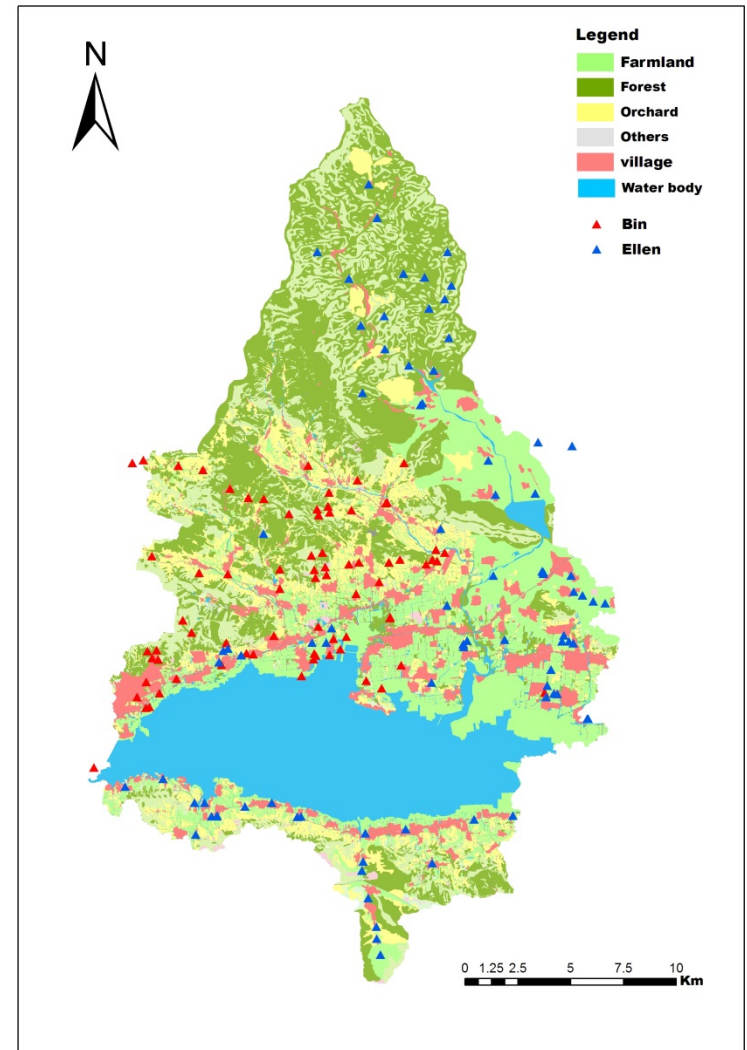 N
Legend
Farmland
Forest
Orchard
Others
village
Water body
Bin
Ellen
0 1.25 2.5 5 7.5 10
Km